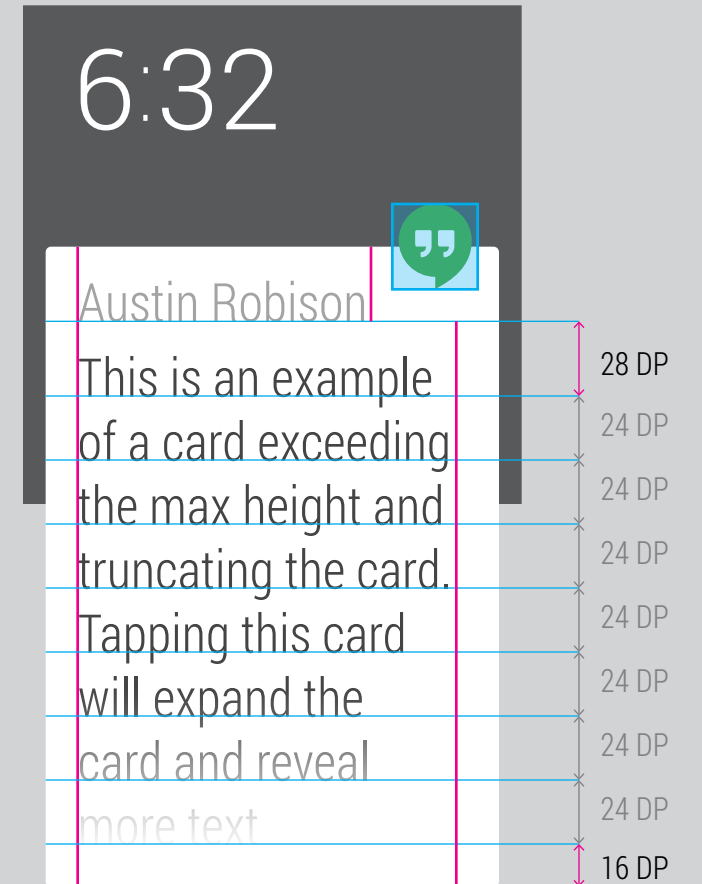 6:32
Austin Robison
This is an example
28 DP
of a card exceeding
24 DP
the max height and
24 DP
truncating the card.
24 DP
Tapping this card
24 DP
will expand the
24 DP
card and reveal
24 DP
more text
24 DP
16 DP